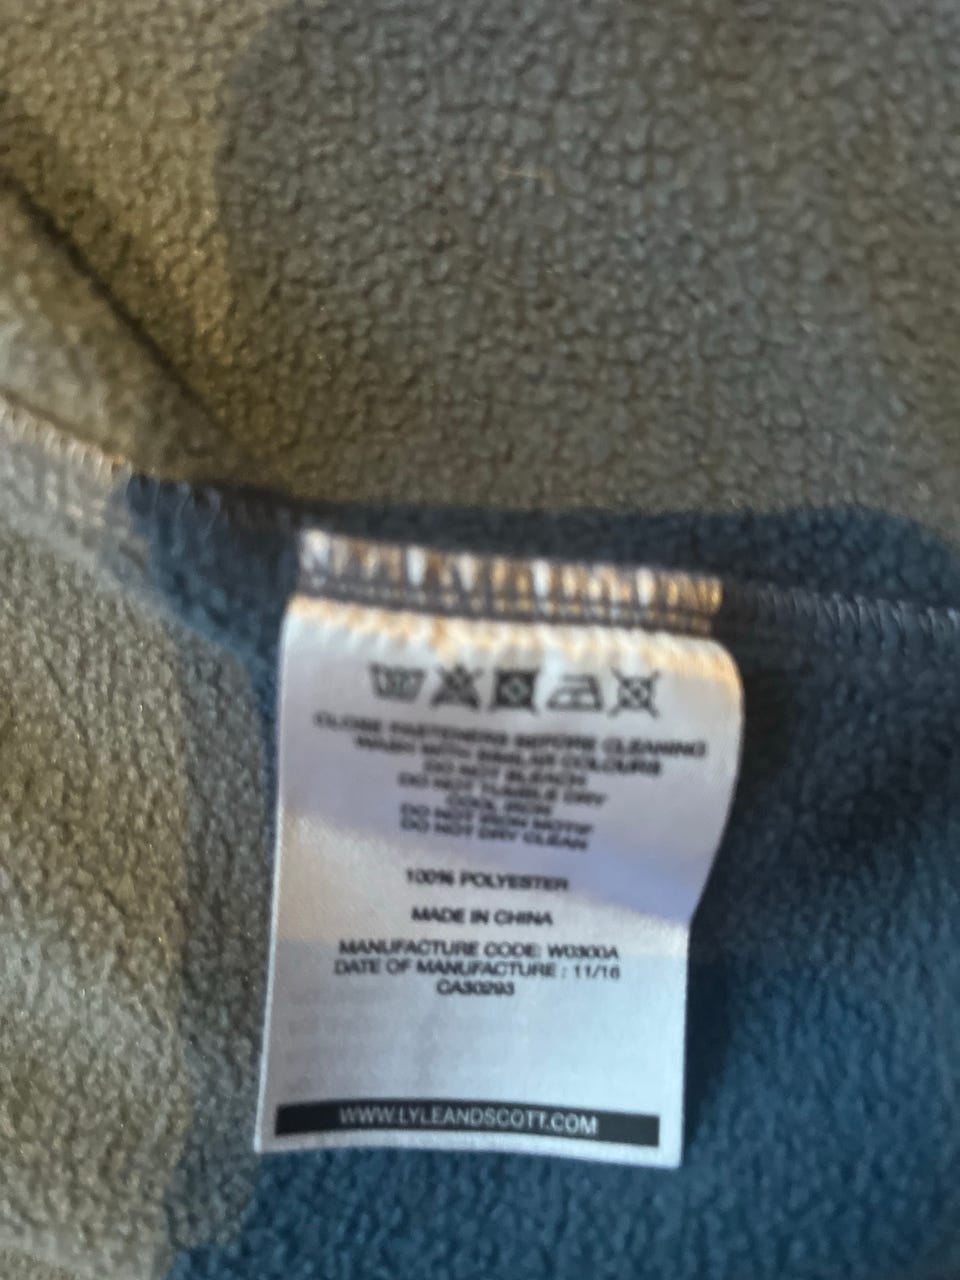 CLOSE FASTENERS BEFORE CLEANING
WASH WITH SIMILAR COLOURS
DO NOT BLEACH
DO NOT TUMBLE DRY
COOL IRON
DO NOT IRON MOTIF
DO NOT DRY CLEAN
100% POLYESTER
MADE IN CHINA
MANUFACTURE CODE: W0300A
DATE OF MANUFACTURE : 11/16
CA30293
WWW.LYLEANDSCOTT.COM